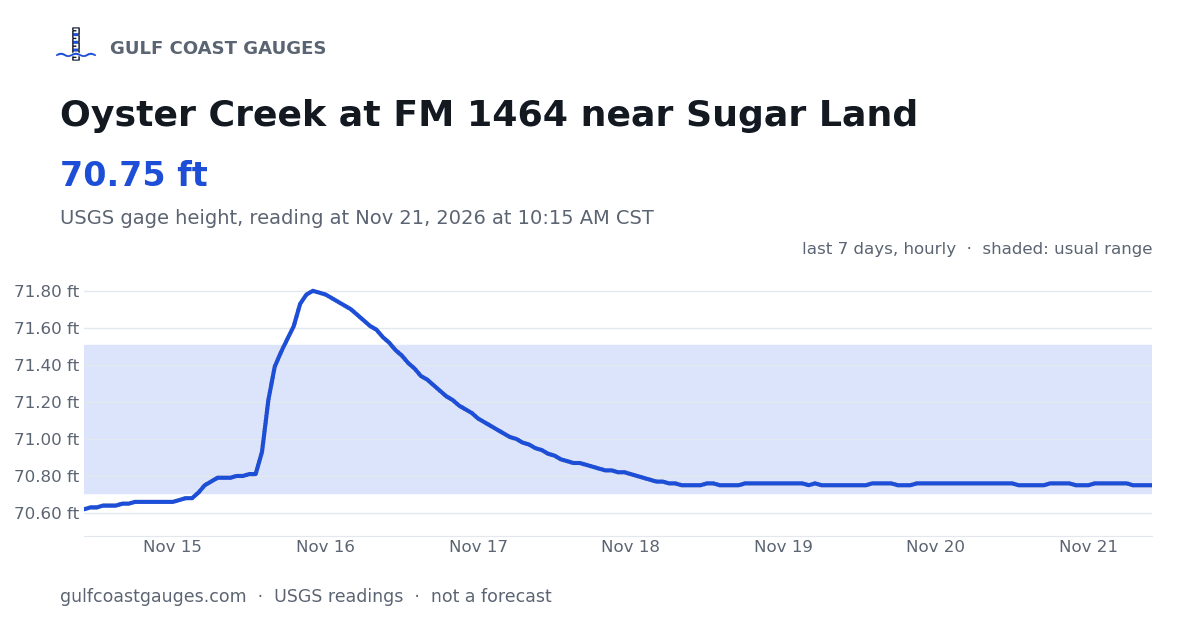 GULF COAST GAUGES
Oyster Creek at FM 1464 near Sugar Land
70.75 ft
USGS gage height, reading at Nov 21, 2026 at 10:15 AM CST
last 7 days, hourly · shaded: usual range
71.80 ft
71.60 ft
71.40 ft
71.20 ft
71.00 ft
70.80 ft
70.60 ft
Nov 15 Nov 16 Nov 17 Nov 18 Nov 19 Nov 20 Nov 21
gulfcoastgauges.com · USGS readings · not a forecast